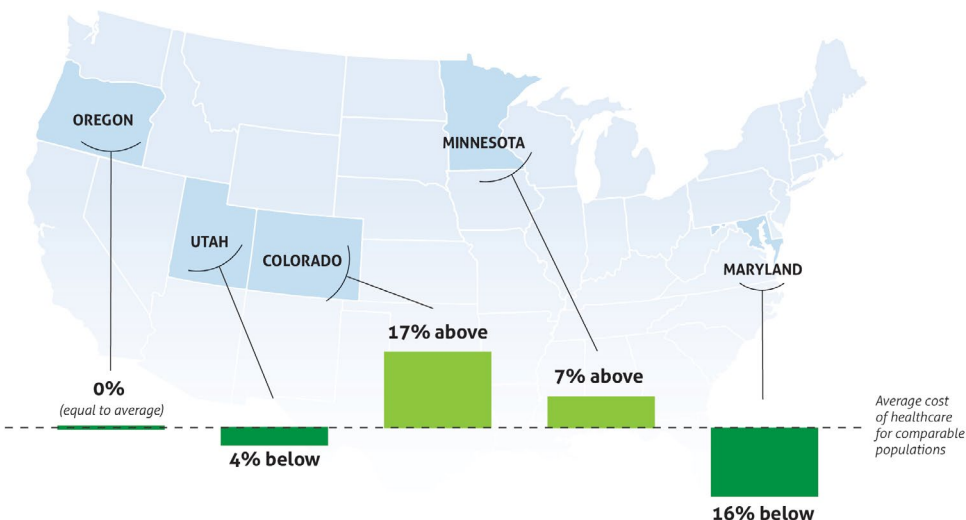 OREGON
MINNESOTA
UTAH
COLORADO
MARYLAND
17% above
7% above
0%
(equal to average)
4% below
16% below
Average cost
of healthcare
for comparable
populations